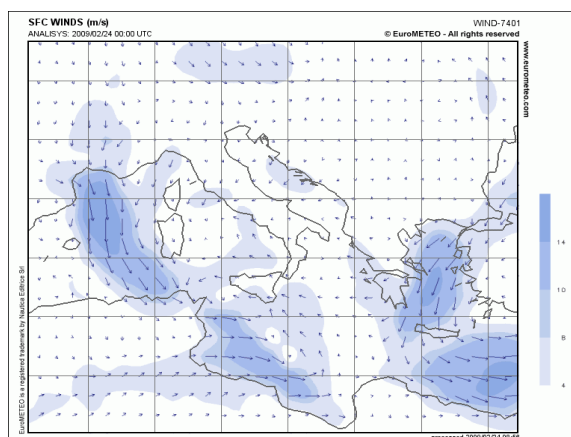 SFC WINDS (m/s)
WIND-7401
ANALISYS: 2009/02/24 00:00 UTC
© EuroMETEO - All rights reserved
www.eurometeo.com
EuroMETEO is a registered trademark by Nautica Editrice Srl
14
10
8
4